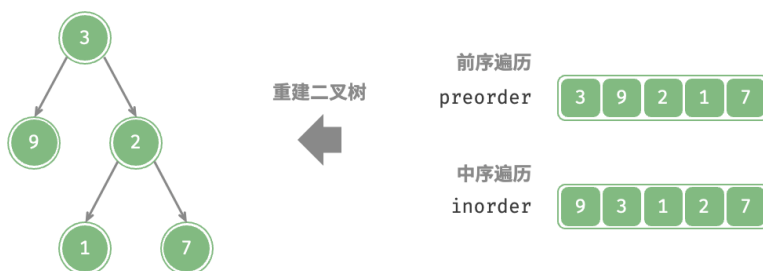 3
9 2
1 7
重建二叉树
前序遍历
preorder 3 9 2 1 7
中序遍历
inorder 9 3 1 2 7